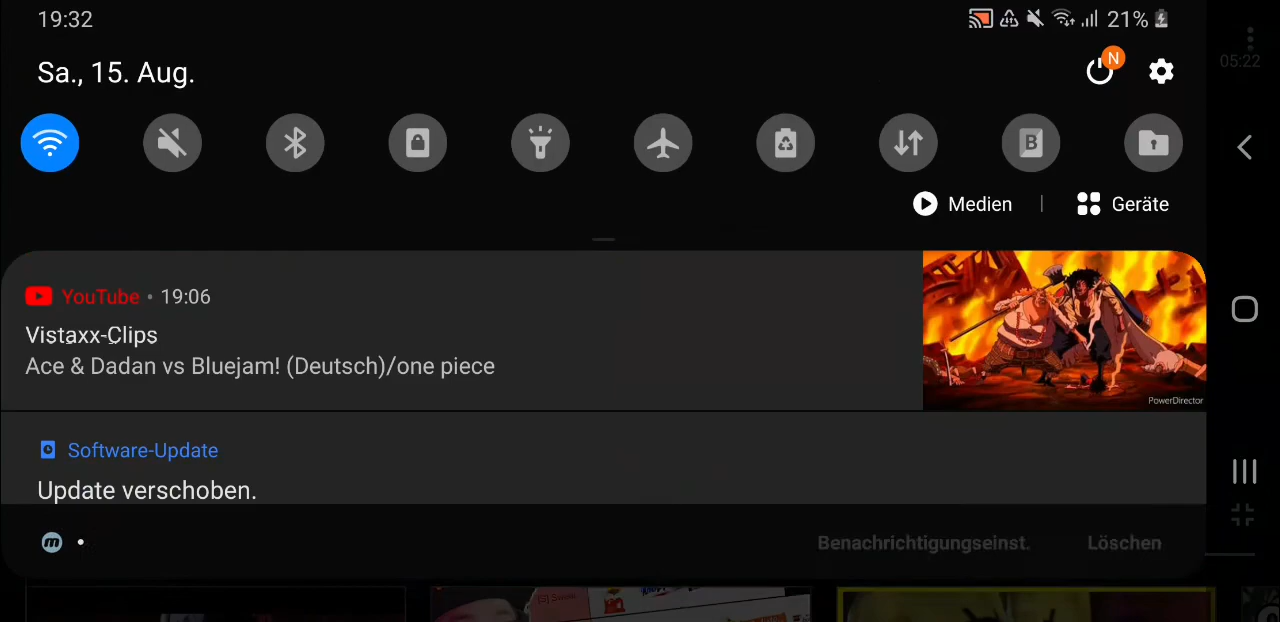 19:32
21%
Sa., 15. Aug.
N
05:22
B
Medien | Geräte
YouTube • 19:06
Vistaxx-Clips
Ace & Dadan vs Bluejam! (Deutsch)/one piece
PowerDirector
Software-Update
Update verschoben.
m •
Benachrichtigungseinst.
Löschen